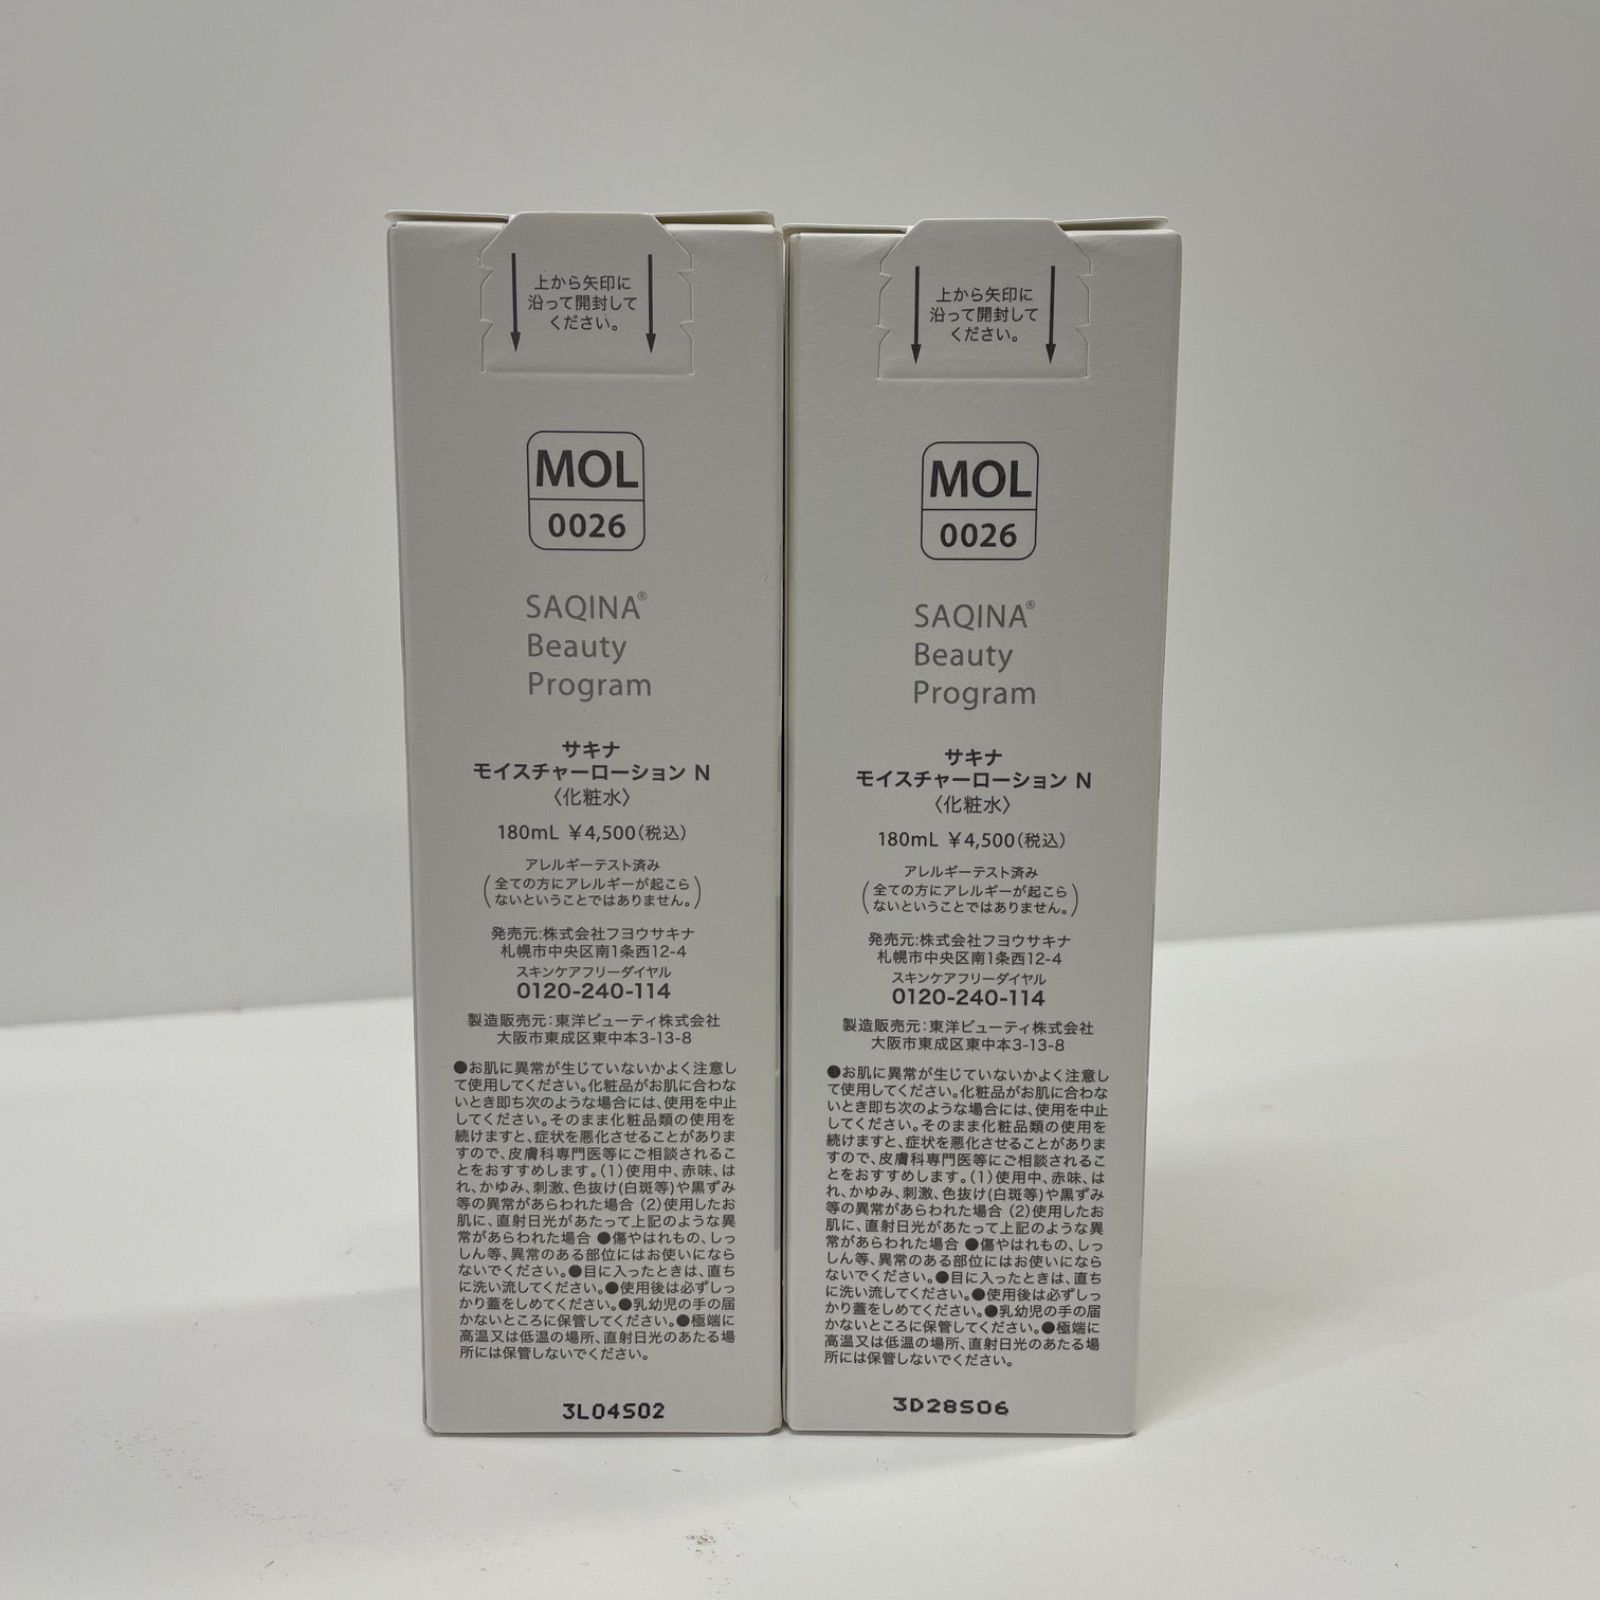 上から矢印に
沿って開封して
ください。
MOL
0026
SAQINA®
Beauty
Program
サキナ
モイスチャーローション N
〈化粧水〉
180mL ¥4,500(税込)
アレルギーテスト済み
(全ての方にアレルギーが起こら
ないということではありません。)
発売元:株式会社フヨウサキナ
札幌市中央区南1条西12-4
スキンケアフリーダイヤル
0120-240-114
製造販売元:東洋ビューティ株式会社
大阪市東成区東中本3-13-8
●お肌に異常が生じていないかよく注意し
て使用してください。化粧品がお肌に合わな
いとき即ち次のような場合には、使用を中止
してください。そのまま化粧品類の使用を
続けますと、症状を悪化させることがありま
すので、皮膚科専門医等にご相談されるこ
とをおすすめします。(1)使用中、赤味、は
れ、かゆみ、刺激、色抜け(白斑等)や黒ずみ
等の異常があらわれた場合 (2)使用したお
肌に、直射日光があたって上記のような異
常があらわれた場合 ●傷やはれもの、しっ
しん等、異常のある部位にはお使いになら
ないでください。●目に入ったときは、直ち
に洗い流してください。●使用後は必ずしっ
かり蓋をしめてください。●乳幼児の手の届
かないところに保管してください。●極端に
高温又は低温の場所、直射日光のあたる場
所には保管しないでください。
3L04S02
上から矢印に
沿って開封して
ください。
MOL
0026
SAQINA®
Beauty
Program
サキナ
モイスチャーローション N
〈化粧水〉
180mL ¥4,500(税込)
アレルギーテスト済み
(全ての方にアレルギーが起こら
ないということではありません。)
発売元:株式会社フヨウサキナ
札幌市中央区南1条西12-4
スキンケアフリーダイヤル
0120-240-114
製造販売元:東洋ビューティ株式会社
大阪市東成区東中本3-13-8
●お肌に異常が生じていないかよく注意し
て使用してください。化粧品がお肌に合わな
いとき即ち次のような場合には、使用を中止
してください。そのまま化粧品類の使用を
続けますと、症状を悪化させることがありま
すので、皮膚科専門医等にご相談されるこ
とをおすすめします。(1)使用中、赤味、は
れ、かゆみ、刺激、色抜け(白斑等)や黒ずみ
等の異常があらわれた場合 (2)使用したお
肌に、直射日光があたって上記のような異
常があらわれた場合 ●傷やはれもの、しっ
しん等、異常のある部位にはお使いになら
ないでください。●目に入ったときは、直ち
に洗い流してください。●使用後は必ずしっ
かり蓋をしめてください。●乳幼児の手の届
かないところに保管してください。●極端に
高温又は低温の場所、直射日光のあたる場
所には保管しないでください。
3D28S06